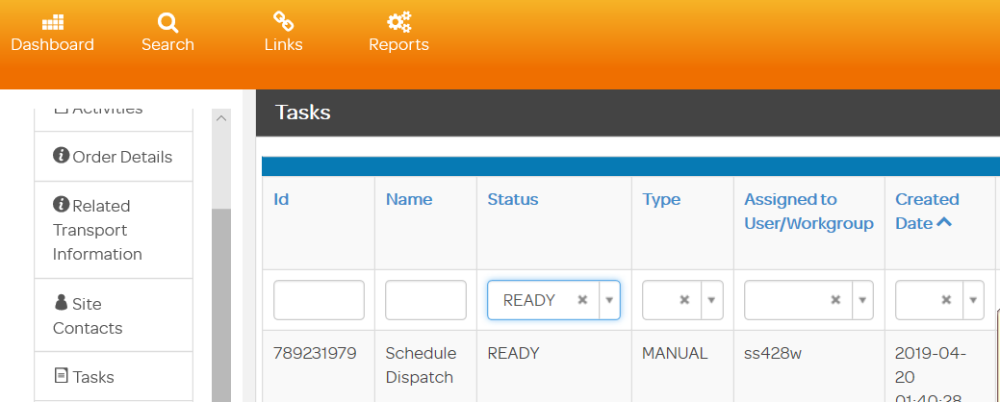 Dashboard
Search
Links
Reports
Activities
Order Details
Related
Transport
Information
Site
Contacts
Tasks
Tasks
Id
Name
Status
Type
Assigned to
User/Workgroup
Created
Date
READY
789231979
Schedule
Dispatch
READY
MANUAL
ss428w
2019-04-
20
01:40:28